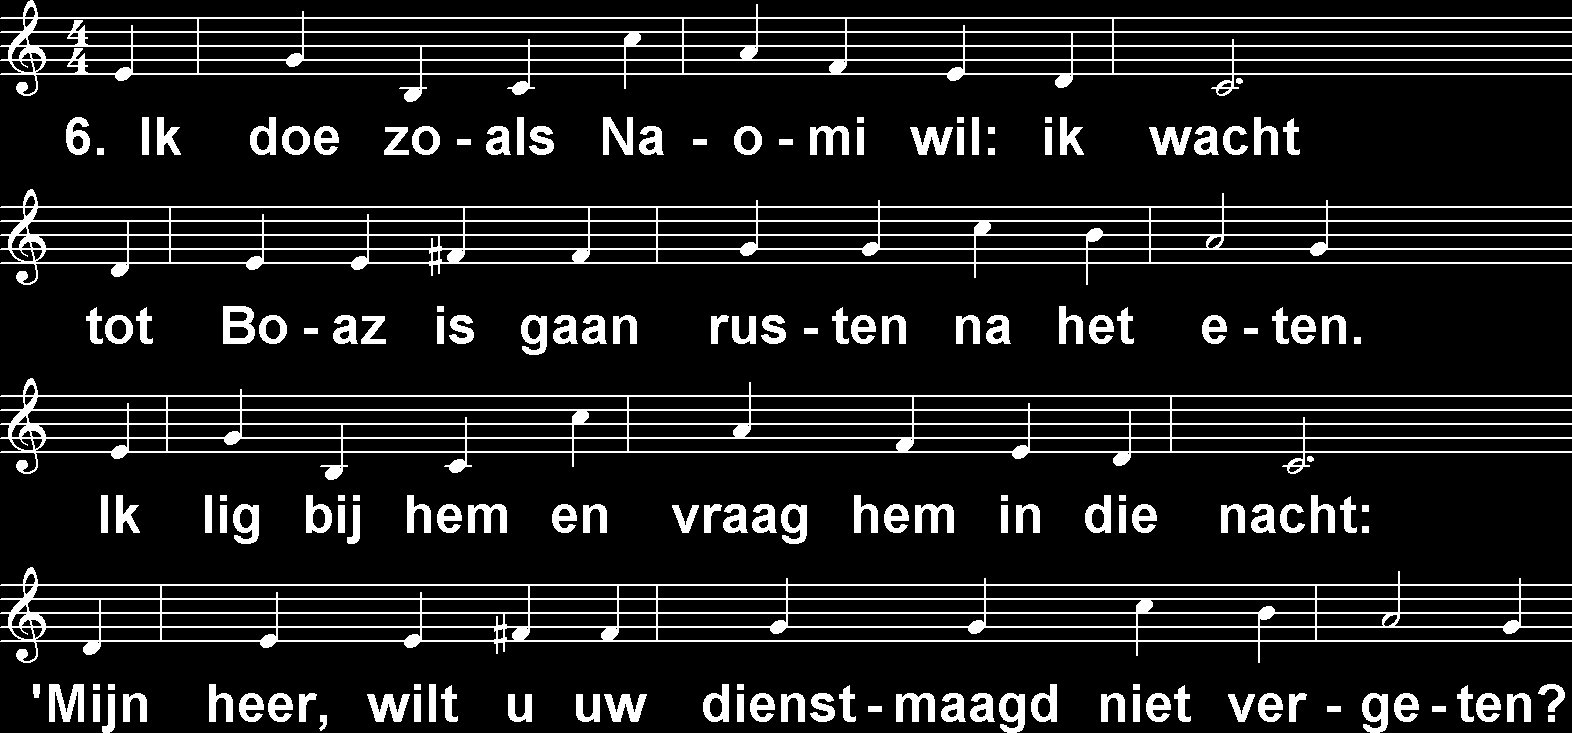 6. Ik doe zo - als Na - o - mi wil: ik wacht
tot Bo - az is gaan rus - ten na het e - ten.
Ik lig bij hem en vraag hem in die nacht:
'Mijn heer, wilt u uw dienst - maagd niet ver - ge - ten?